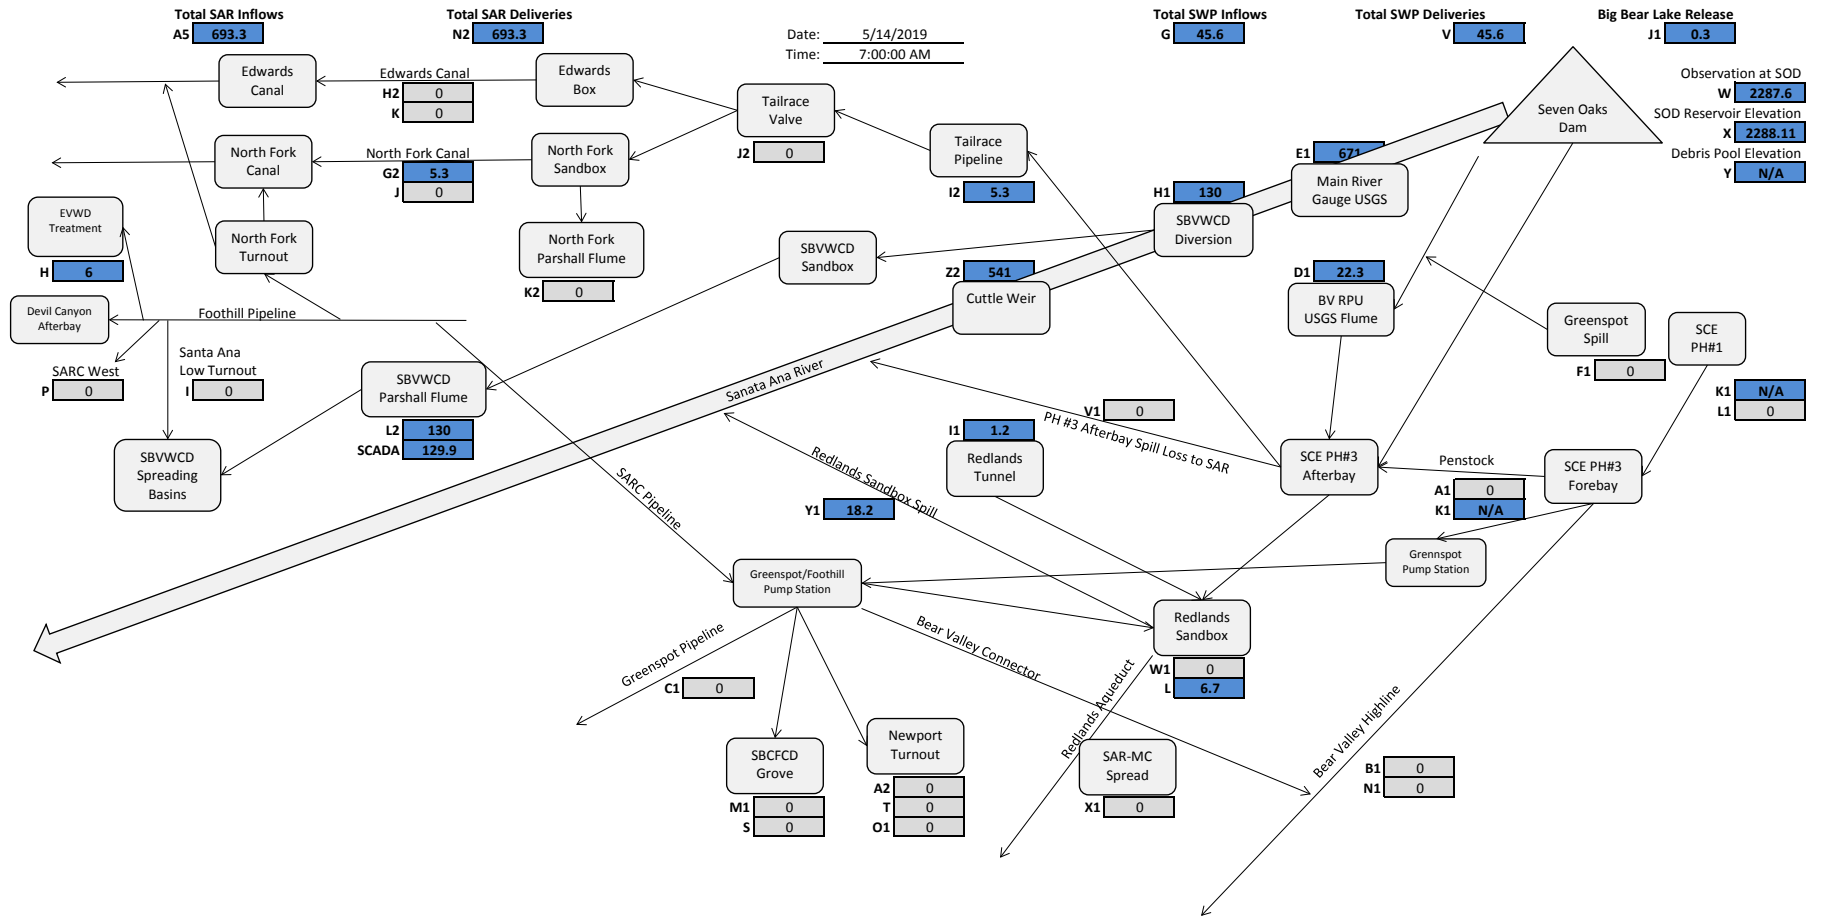 Total SAR Inflows
A5 693.3
Total SAR Deliveries
N2 693.3
Date: 5/14/2019
Time: 7:00:00 AM
Total SWP Inflows
G 45.6
Total SWP Deliveries
V 45.6
Big Bear Lake Release
J1 0.3
Observation at SOD
W 2287.6
SOD Reservoir Elevation
X 2288.11
Debris Pool Elevation
Y N/A
Seven Oaks
Dam
Edwards
Canal
Edwards Canal
H2 0
K 0
Edwards
Box
Tailrace
Valve
J2 0
Tailrace
Pipeline
I2 5.3
North Fork
Canal
North Fork Canal
G2 5.3
J 0
North Fork
Sandbox
E1 671
Main River
Gauge USGS
H1 130
SBVWCD
Diversion
EVWD
Treatment
H 6
North Fork
Turnout
North Fork
Parshall Flume
K2 0
SBVWCD
Sandbox
Z2 541
Cuttle Weir
D1 22.3
BV RPU
USGS Flume
Greenspot
Spill
F1 0
SCE
PH#1
K1 N/A
L1 0
Devil Canyon
Afterbay
Foothill Pipeline
SARC West
P 0
Santa Ana
Low Turnout
I 0
SBVWCD
Parshall Flume
L2 130
SCADA 129.9
Sanata Ana River
V1 0
PH #3 Afterbay Spill Loss to SAR
I1 1.2
Redlands
Tunnel
SCE PH#3
Afterbay
Penstock
A1 0
K1 N/A
SCE PH#3
Forebay
SBVWCD
Spreading
Basins
SARC Pipeline
Redlands Sandbox Spill
Y1 18.2
Grennspot
Pump Station
Greenspot/Foothill
Pump Station
Redlands
Sandbox
W1 0
L 6.7
Greenspot Pipeline
C1 0
Bear Valley Connector
Redlands Aqueduct
Bear Valley Highline
SBCFCD
Grove
M1 0
S 0
Newport
Turnout
A2 0
T 0
O1 0
SAR-MC
Spread
X1 0
B1 0
N1 0